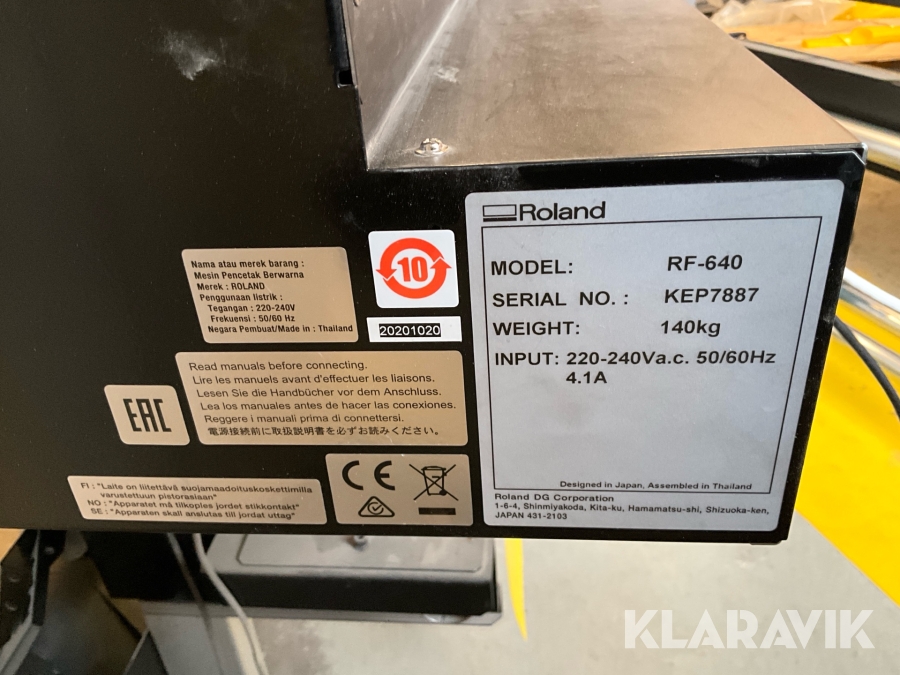 Roland
MODEL: RF-640
SERIAL NO. : KEP7887
WEIGHT: 140kg
INPUT: 220-240Va.c. 50/60Hz
4.1A
Designed in Japan, Assembled in Thailand
Roland DG Corporation
1-6-4, Shinmiyakoda, Kita-ku, Hamamatsu-shi, Shizuoka-ken,
JAPAN 431-2103
Nama atau merek barang :
Mesin Pencetak Berwarna
Merek : ROLAND
Penggunaan listrik :
Tegangan : 220-240V
Frekuensi : 50/60 Hz
Negara Pembuat/Made in : Thailand
10
20201020
Read manuals before connecting.
Lire les manuels avant d'effectuer les liaisons.
Lesen Sie die Handbücher vor dem Anschluss.
Lea los manuales antes de hacer las conexiones.
Reggere i manuali prima di connettersi.
電源接続前に取扱説明書を必ずお読みください。
EAC
CE
FI : "Laite on liitettävä suojamaadoituskoskettimilla
varustettuun pistorasiaan"
NO : "Apparatet må tilkoples jordet stikkontakt"
SE : "Apparaten skall anslutas till jordat uttag"
KLARAVIK